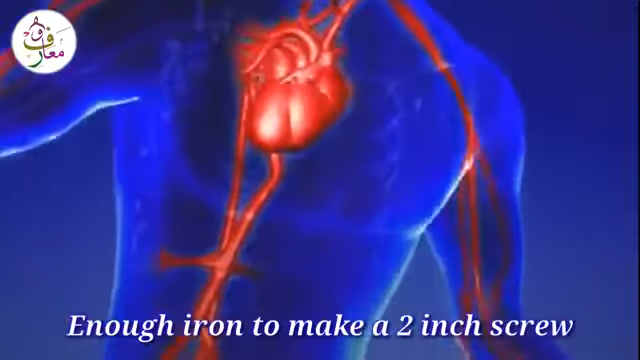 معارف و
Enough iron to make a 2 inch screw